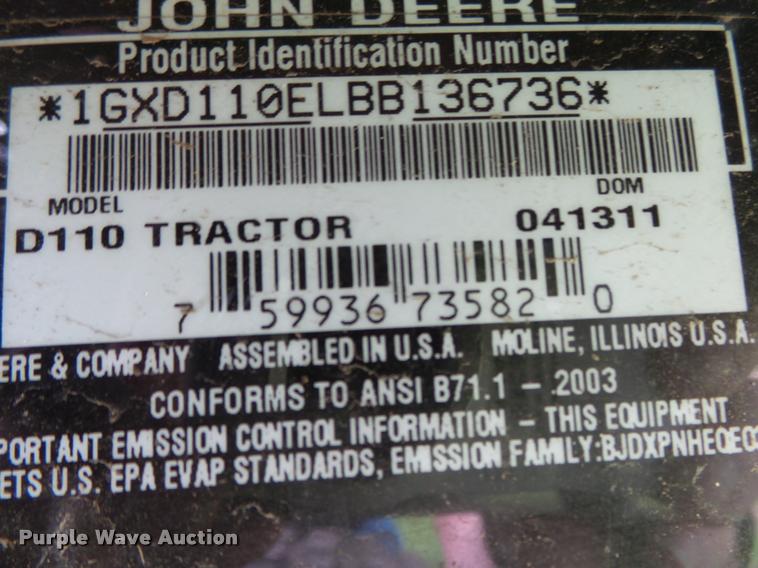 JOHN DEERE
Product Identification Number
*1GXD110ELBB136736*
MODEL DOM
D110 TRACTOR 041311
7 59936 73582 0
ERE & COMPANY ASSEMBLED IN U.S.A. MOLINE, ILLINOIS U.S.A.
CONFORMS TO ANSI B71.1 - 2003
PORTANT EMISSION CONTROL INFORMATION - THIS EQUIPMENT
ETS U.S. EPA EVAP STANDARDS, EMISSION FAMILY:
Purple Wave Auction